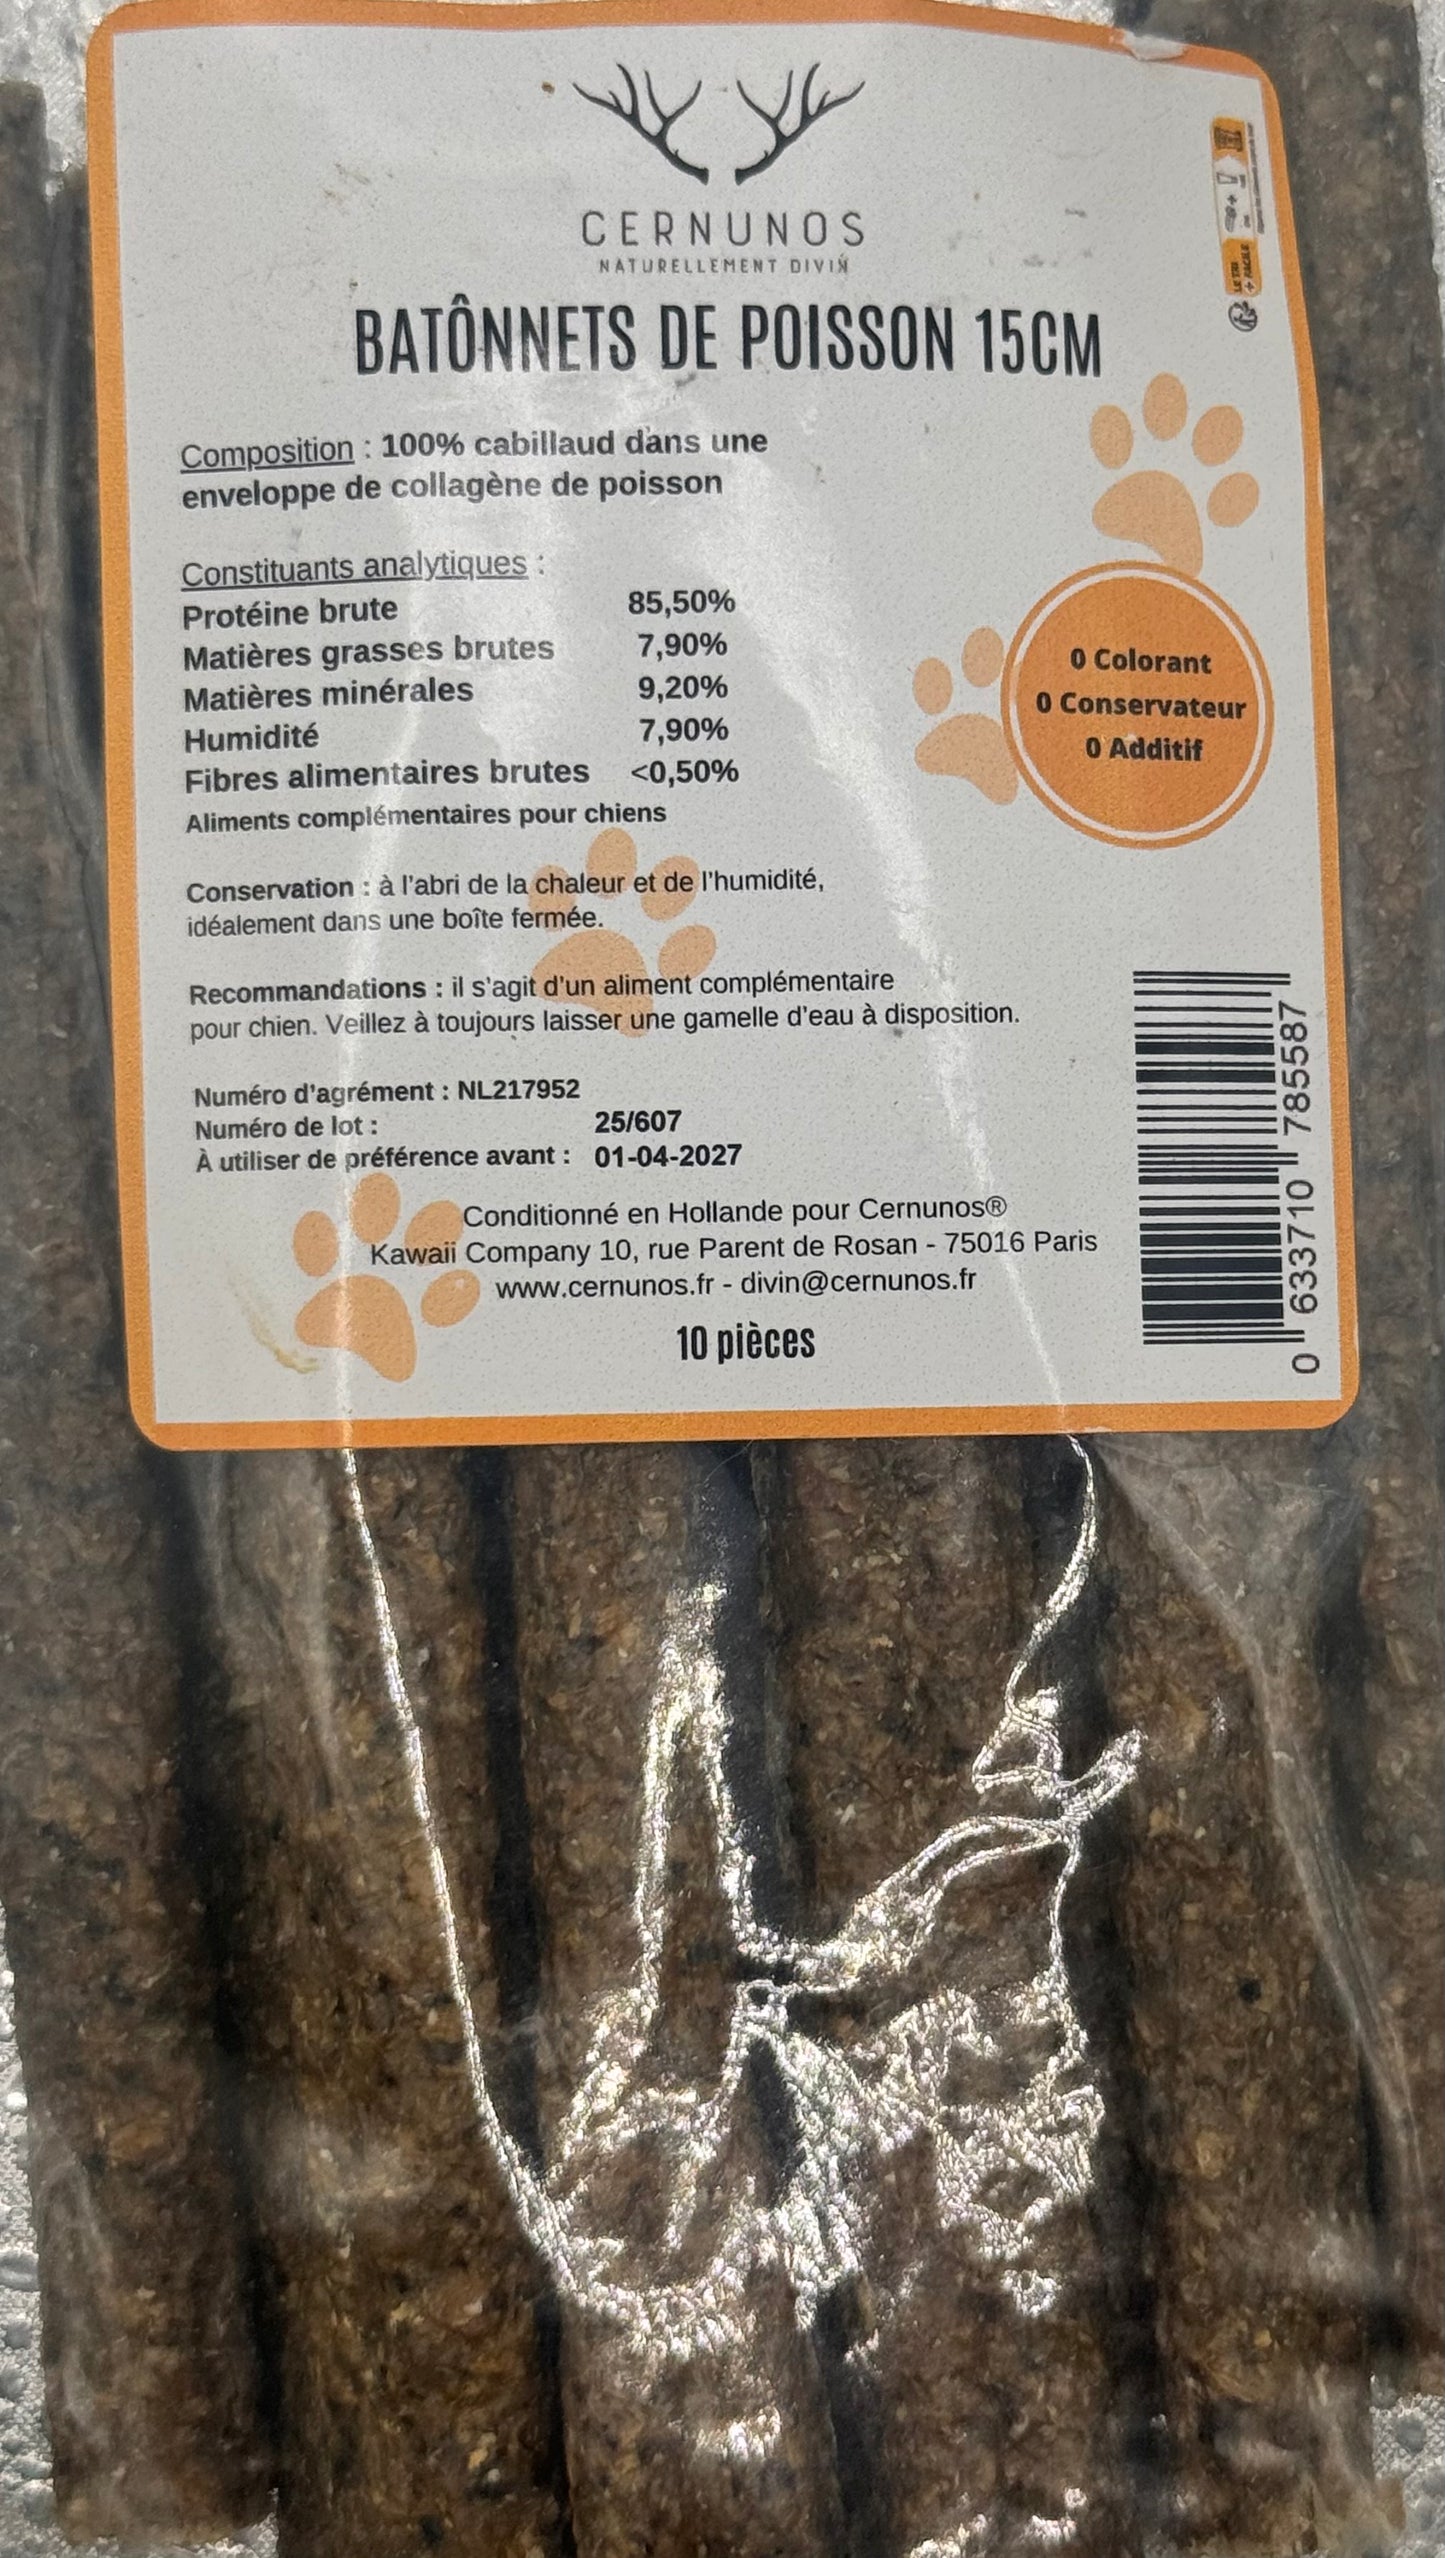 CERNUNOS
NATURELLEMENT DIVIN
BATÔNNETS DE POISSON 15CM
Composition : 100% cabillaud dans une
enveloppe de collagène de poisson
Constituants analytiques :
Protéine brute 85,50%
Matières grasses brutes 7,90%
Matières minérales 9,20%
Humidité 7,90%
Fibres alimentaires brutes <0,50%
Aliments complémentaires pour chiens
0 Colorant
0 Conservateur
0 Additif
Conservation : à l'abri de la chaleur et de l'humidité,
idéalement dans une boîte fermée.
Recommandations : il s'agit d'un aliment complémentaire
pour chien. Veillez à toujours laisser une gamelle d'eau à disposition.
Numéro d'agrément : NL217952
Numéro de lot : 25/607
À utiliser de préférence avant : 01-04-2027
Conditionné en Hollande pour Cernunos®
Kawaii Company 10, rue Parent de Rosan - 75016 Paris
www.cernunos.fr - divin@cernunos.fr
10 pièces
0 633710 785587
LE TRI
+ FACILE